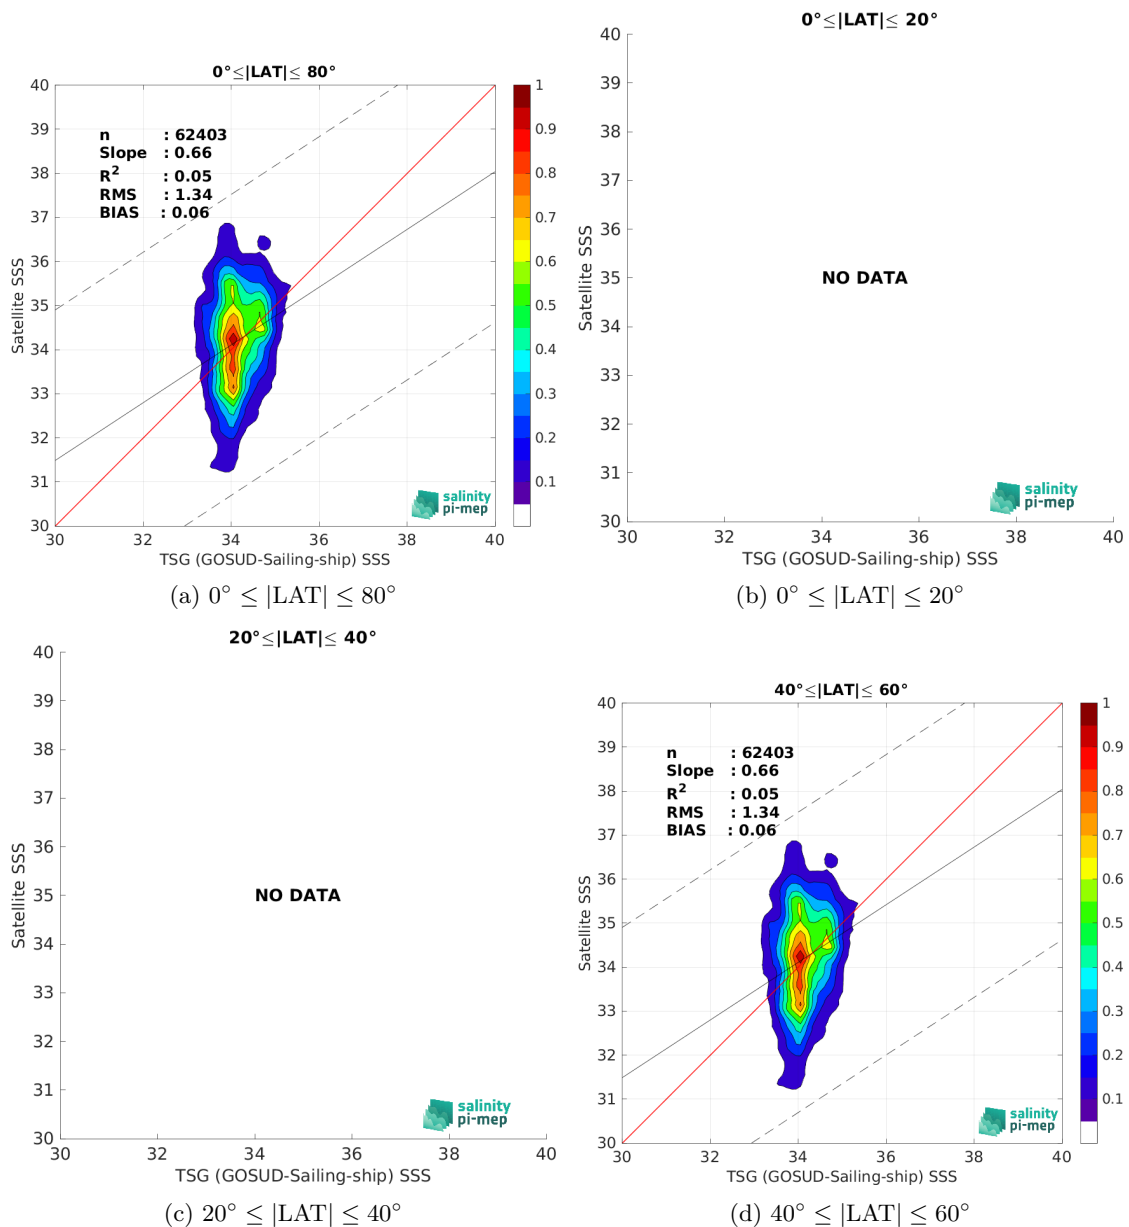 0°≤|LAT|≤ 80°
40
39
38
37
36
35
34
33
32
31
30
Satellite SSS
n : 62403
Slope : 0.66
R² : 0.05
RMS : 1.34
BIAS : 0.06
salinity
pi-mep
30 32 34 36 38 40
TSG (GOSUD-Sailing-ship) SSS
1
0.9
0.8
0.7
0.6
0.5
0.4
0.3
0.2
0.1
(a) 0° ≤ |LAT| ≤ 80°
0°≤|LAT|≤ 20°
40
39
38
37
36
35
34
33
32
31
30
Satellite SSS
NO DATA
salinity
pi-mep
30 32 34 36 38 40
TSG (GOSUD-Sailing-ship) SSS
(b) 0° ≤ |LAT| ≤ 20°
20°≤|LAT|≤ 40°
40
39
38
37
36
35
34
33
32
31
30
Satellite SSS
NO DATA
salinity
pi-mep
30 32 34 36 38 40
TSG (GOSUD-Sailing-ship) SSS
(c) 20° ≤ |LAT| ≤ 40°
40°≤|LAT|≤ 60°
40
39
38
37
36
35
34
33
32
31
30
Satellite SSS
n : 62403
Slope : 0.66
R² : 0.05
RMS : 1.34
BIAS : 0.06
salinity
pi-mep
30 32 34 36 38 40
TSG (GOSUD-Sailing-ship) SSS
1
0.9
0.8
0.7
0.6
0.5
0.4
0.3
0.2
0.1
(d) 40° ≤ |LAT| ≤ 60°